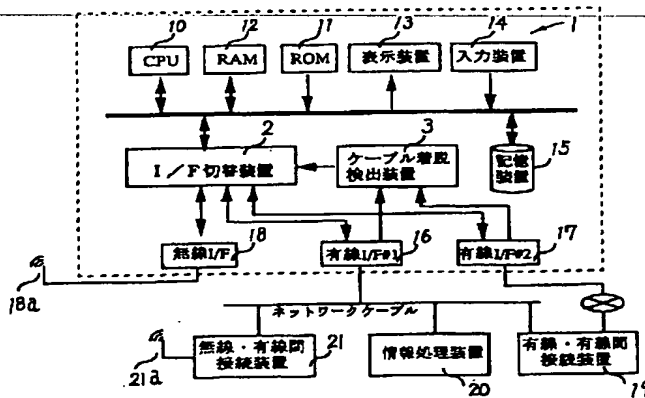 10 12 11 13 14 1
CPU RAM ROM 表示装置 入力装置
2 3
I/F切替装置 ケーブル着脱
検出装置
記憶
装置 15
無線I/F 18 有線I/F#1 16 有線I/F#2 17
18a
ネットワークケーブル
無線・有線間
接続装置 21
情報処理装置
有線・有線間
接続装置
21a 20 19